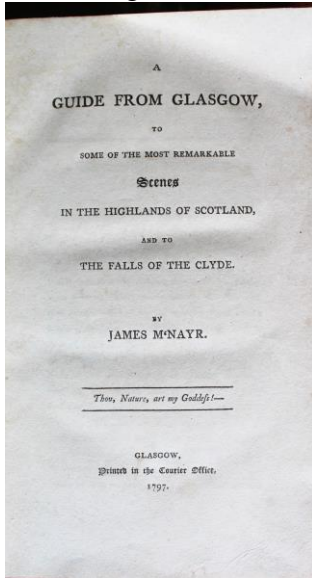 A
GUIDE FROM GLASGOW,
TO
SOME OF THE MOST REMARKABLE
Scenes
IN THE HIGHLANDS OF SCOTLAND,
AND TO
THE FALLS OF THE CLYDE.
BY
JAMES M‘NAYR.
Thou, Nature, art my Goddeſs!—
GLASGOW,
Printed in the Courier Office.
1797.